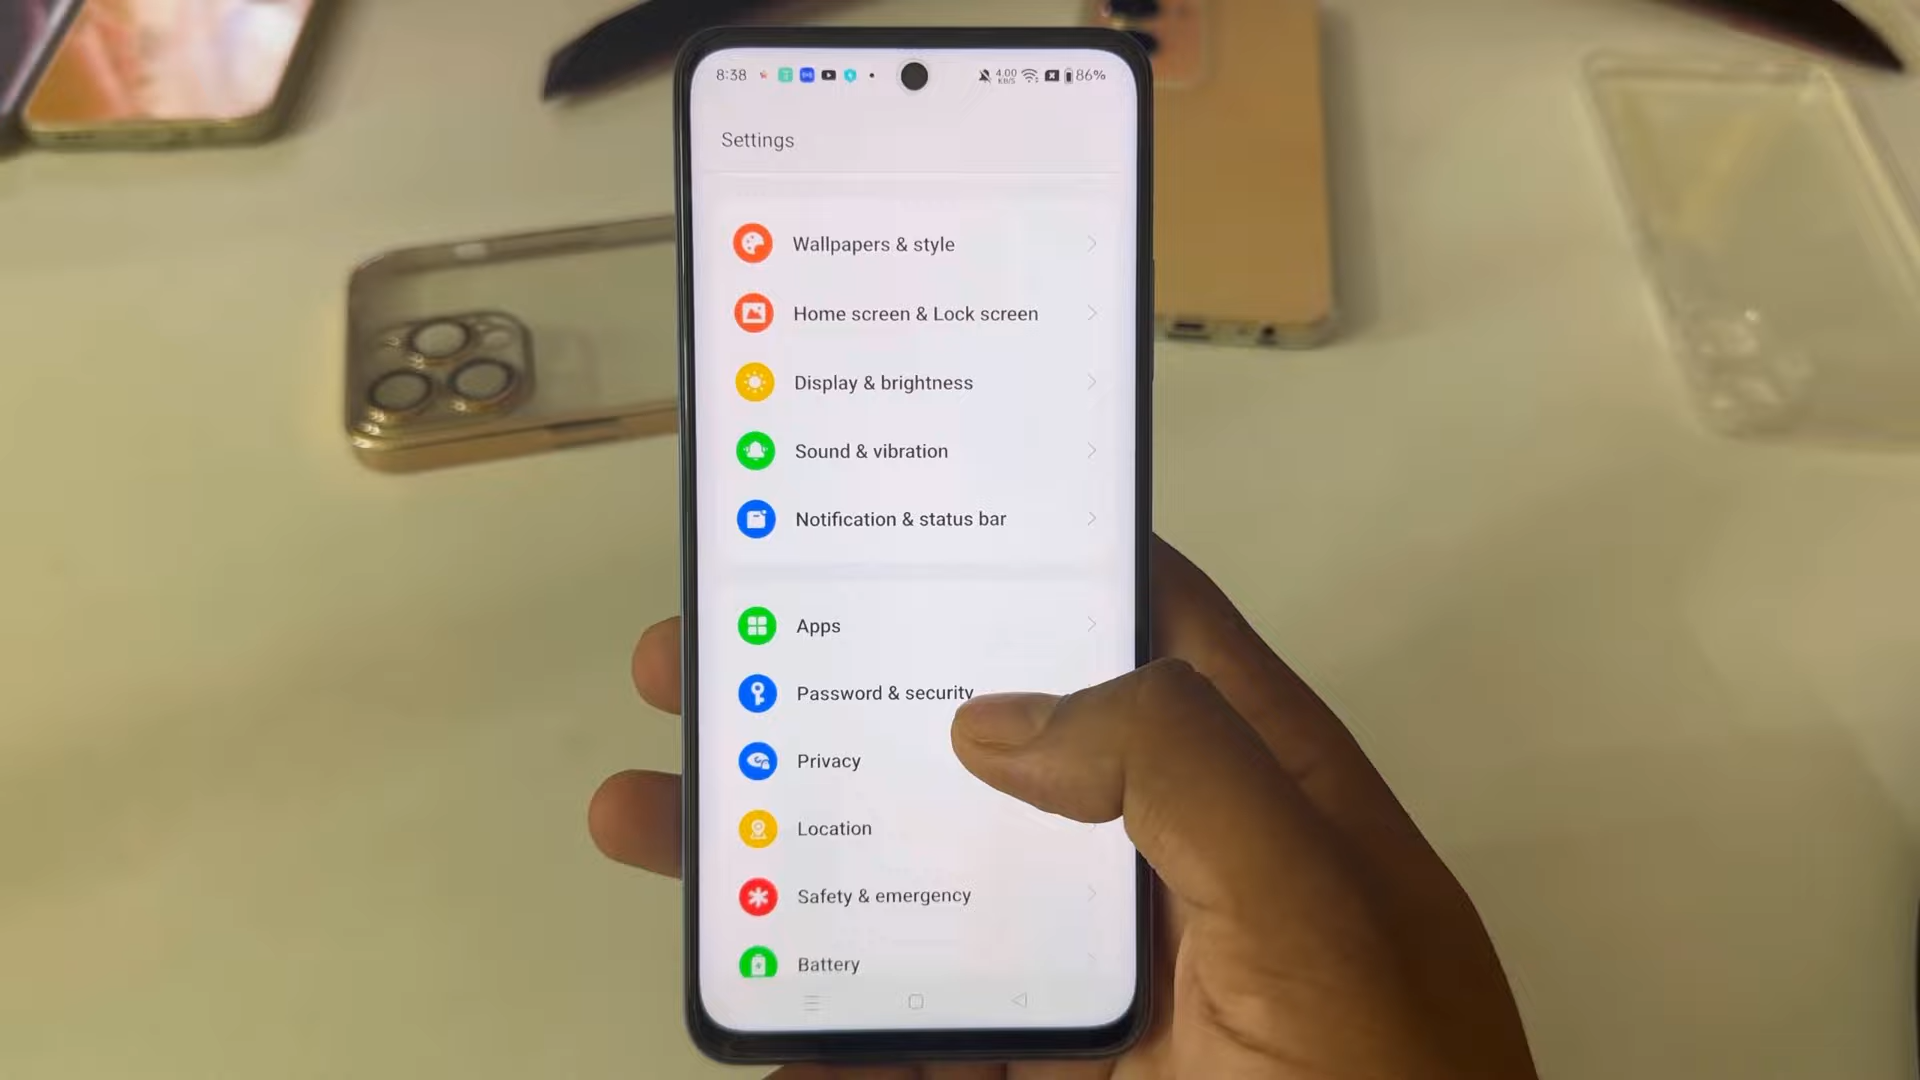 8:38 4.00 KB/S 86%
Settings
Wallpapers & style
Home screen & Lock screen
Display & brightness
Sound & vibration
Notification & status bar
Apps
Password & security
Privacy
Location
Safety & emergency
Battery